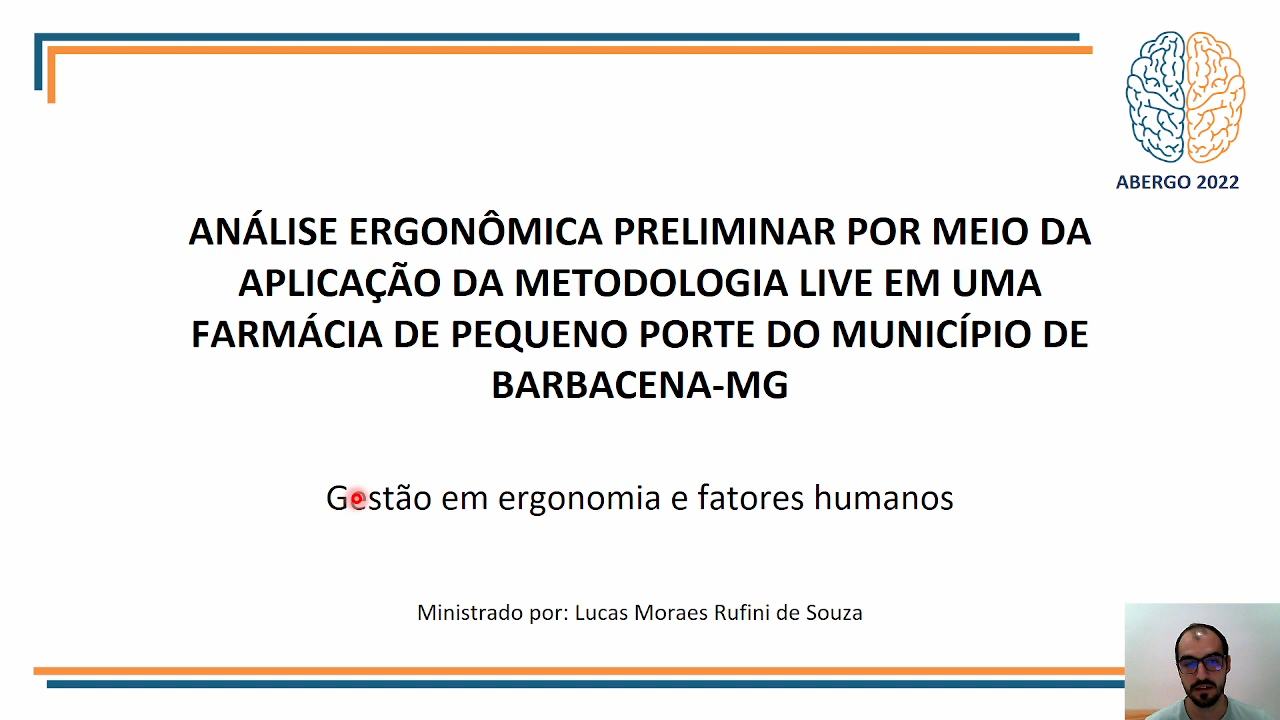 ABERGO 2022
ANÁLISE ERGONÔMICA PRELIMINAR POR MEIO DA
APLICAÇÃO DA METODOLOGIA LIVE EM UMA
FARMÁCIA DE PEQUENO PORTE DO MUNICÍPIO DE
BARBACENA-MG
Gestão em ergonomia e fatores humanos
Ministrado por: Lucas Moraes Rufini de Souza